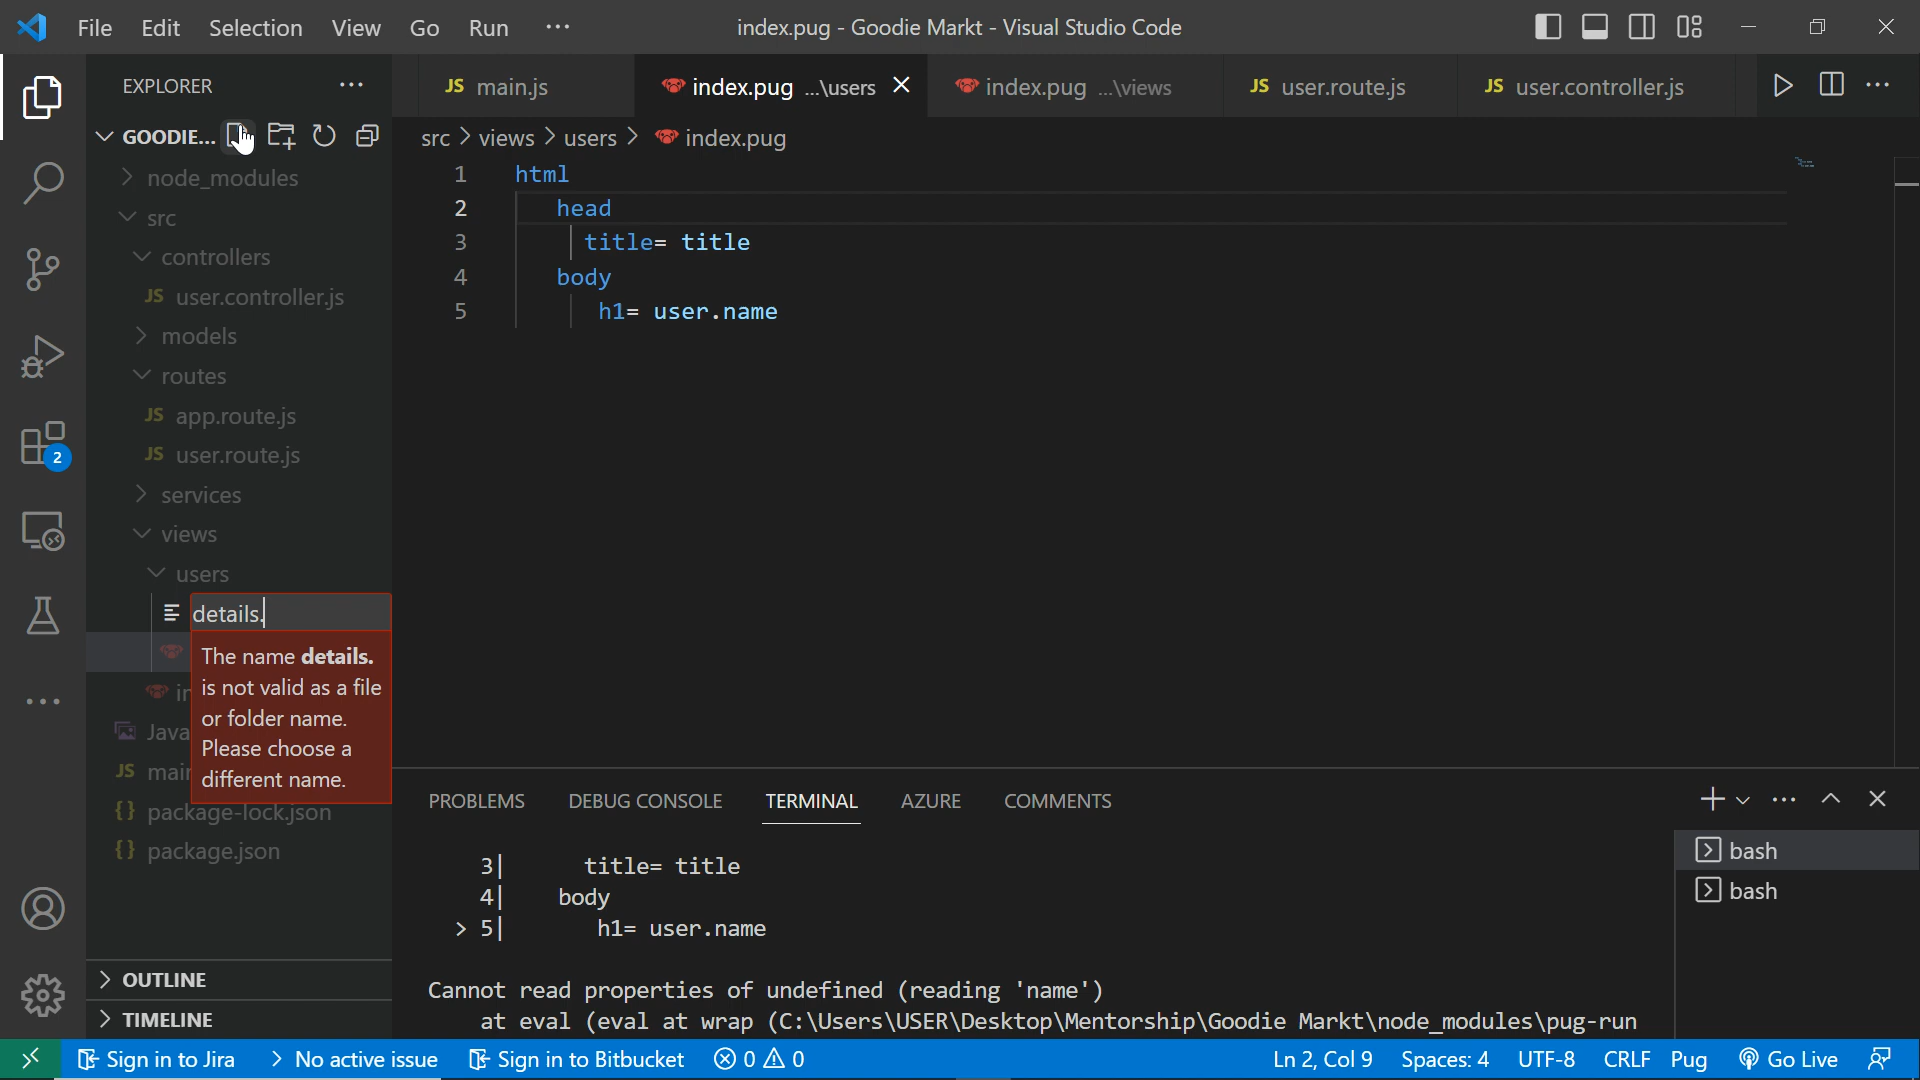 File Edit Selection View Go Run ··· index.pug - Goodie Markt - Visual Studio Code
EXPLORER ···
JS main.js
index.pug ...\users
index.pug ...\views
JS user.route.js
JS user.controller.js
···
GOODIE...
src > views > users > index.pug
node_modules
src
controllers
JS user.controller.js
models
routes
JS app.route.js
JS user.route.js
services
views
users
details.
The name details.
is not valid as a file
or folder name.
Please choose a
different name.
package-lock.json
{} package.json
OUTLINE
TIMELINE
2
1 html
2 head
3 title= title
4 body
5 h1= user.name
PROBLEMS DEBUG CONSOLE TERMINAL AZURE COMMENTS
3| title= title
4| body
> 5| h1= user.name
Cannot read properties of undefined (reading 'name')
at eval (eval at wrap (C:\Users\USER\Desktop\Mentorship\Goodie Markt\node_modules\pug-run
bash
bash
Sign in to Jira > No active issue Sign in to Bitbucket 0 0 Ln 2, Col 9 Spaces: 4 UTF-8 CRLF Pug Go Live